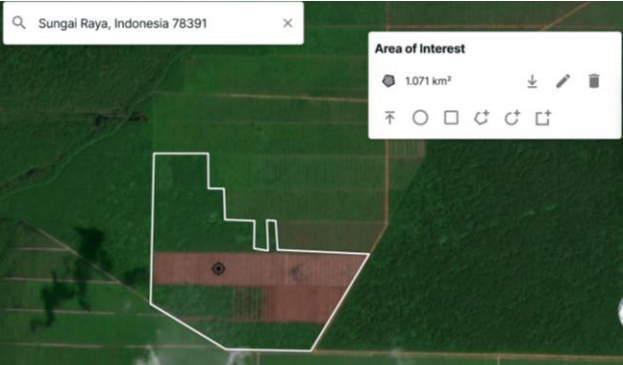 Sungai Raya, Indonesia 78391
Area of Interest
1.071 km²